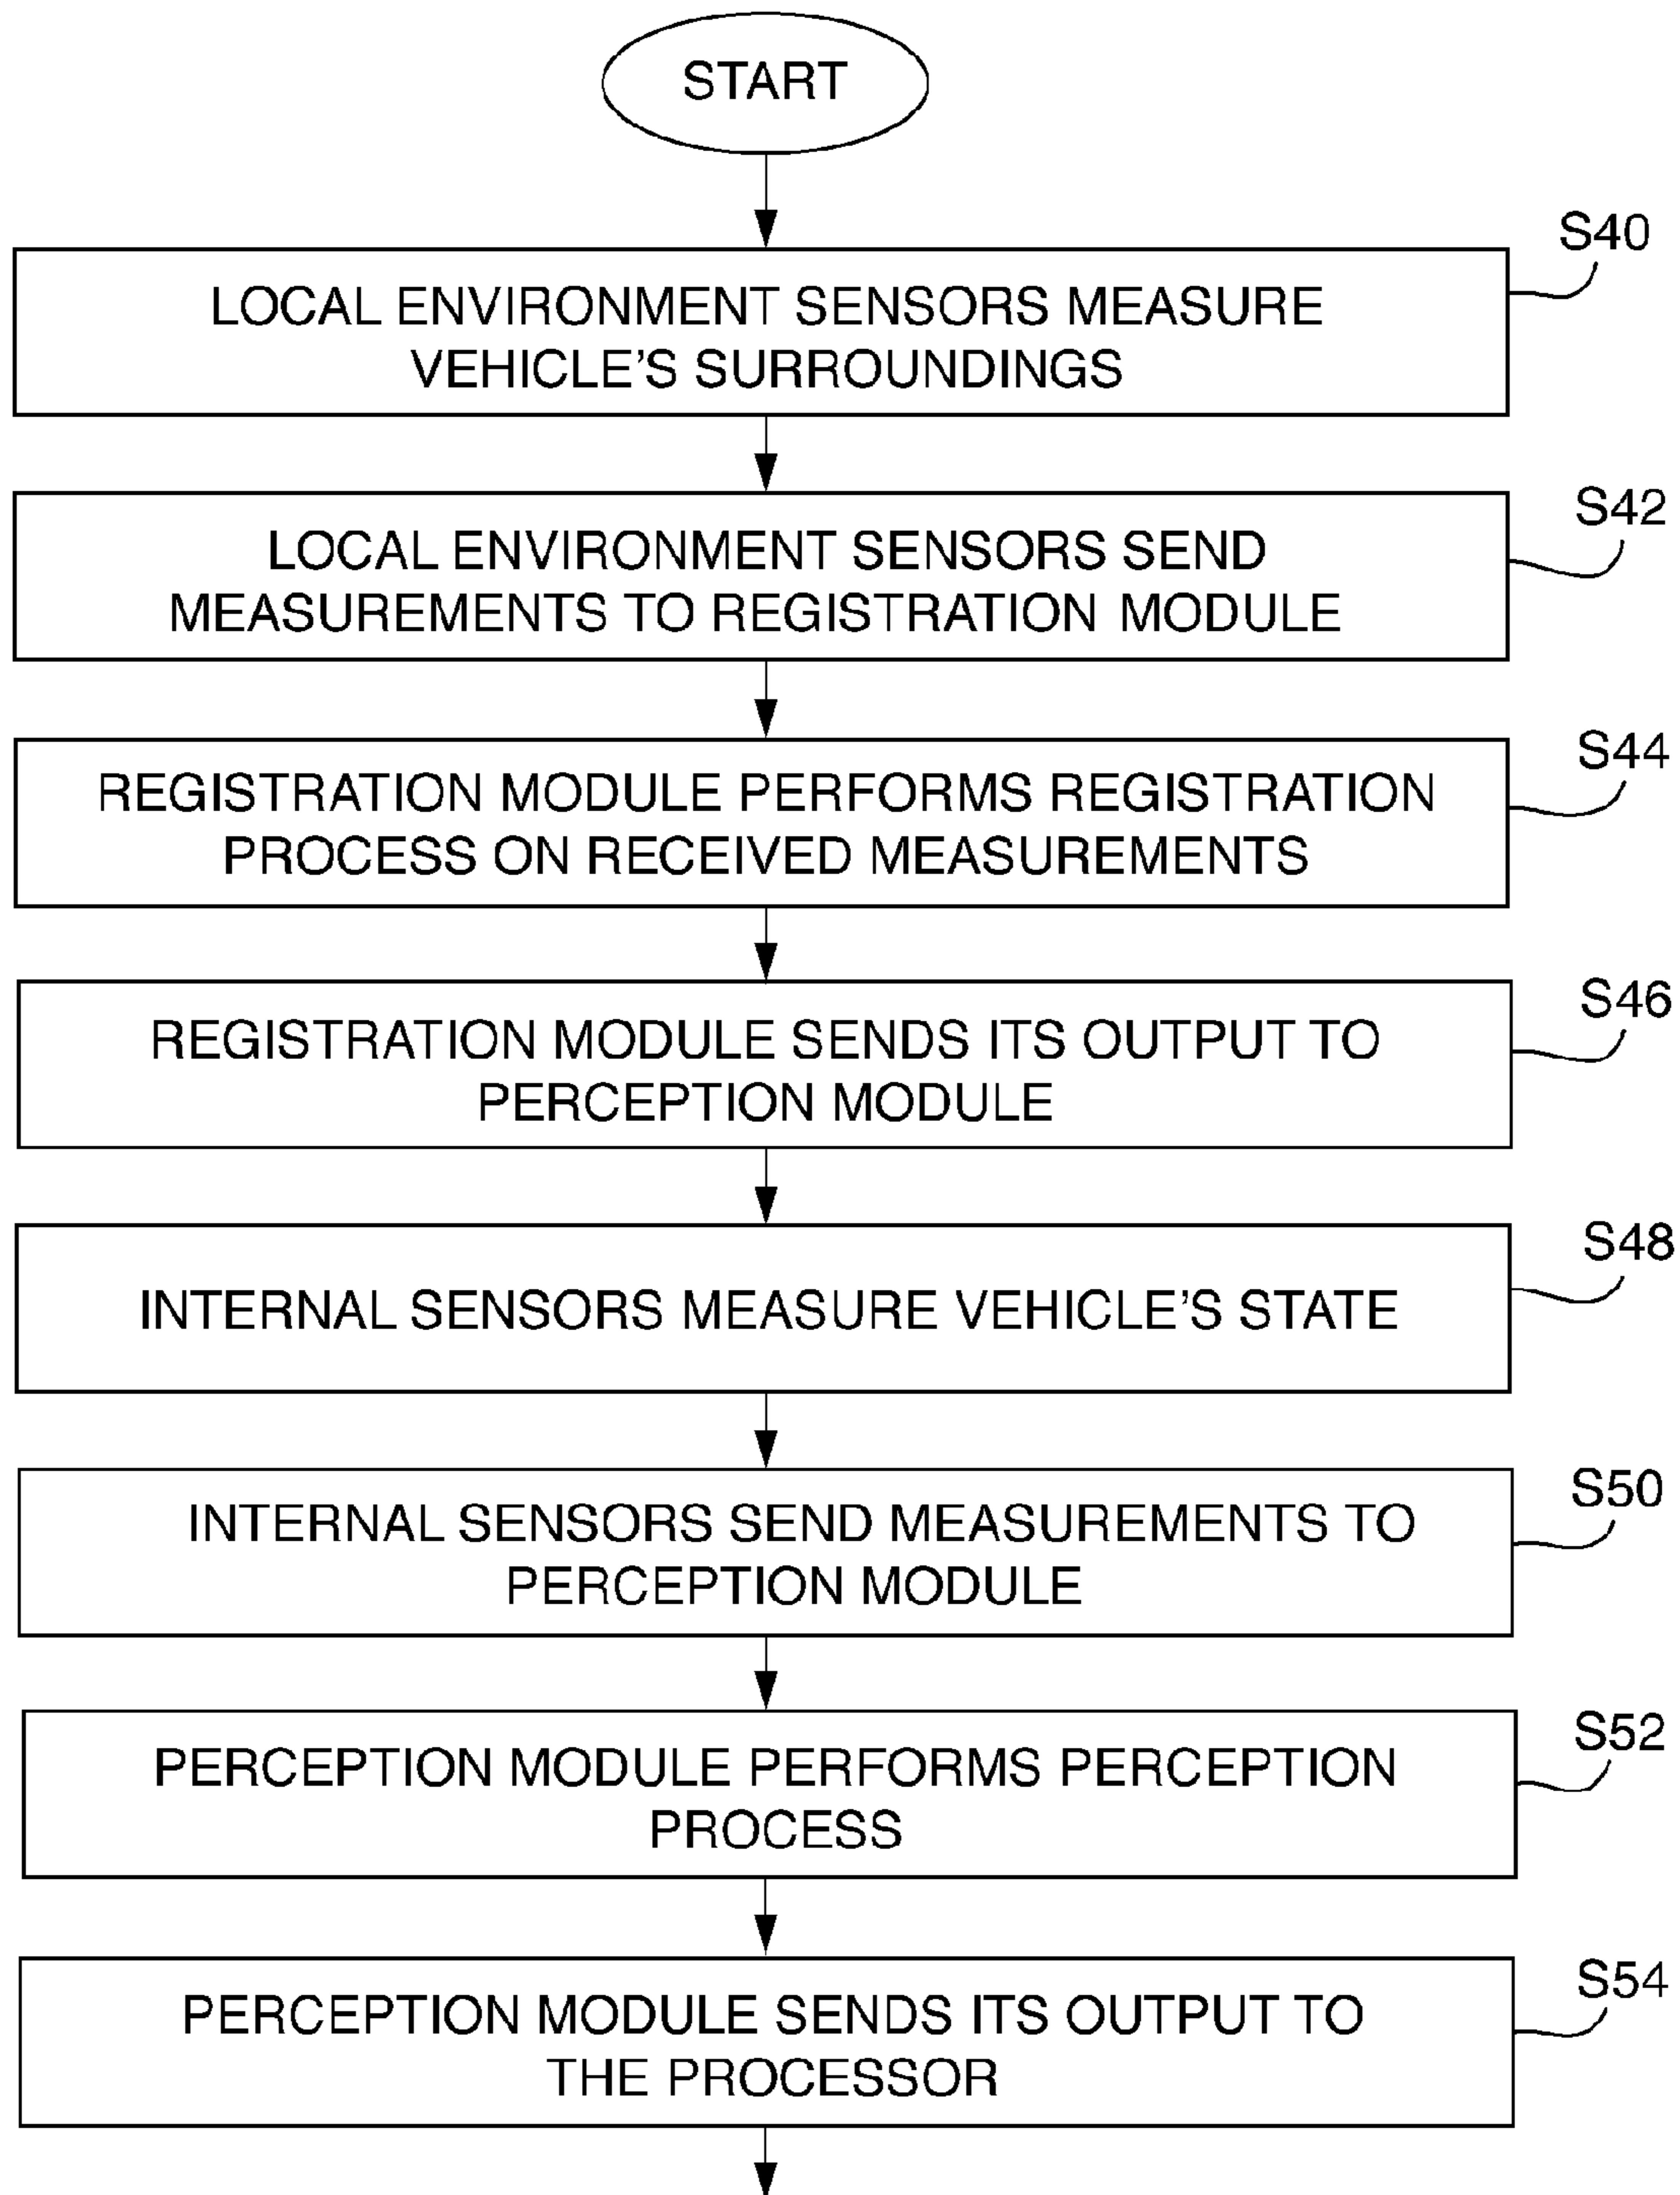 START
S40
LOCAL ENVIRONMENT SENSORS MEASURE
VEHICLE'S SURROUNDINGS
S42
LOCAL ENVIRONMENT SENSORS SEND
MEASUREMENTS TO REGISTRATION MODULE
S44
REGISTRATION MODULE PERFORMS REGISTRATION
PROCESS ON RECEIVED MEASUREMENTS
S46
REGISTRATION MODULE SENDS ITS OUTPUT TO
PERCEPTION MODULE
S48
INTERNAL SENSORS MEASURE VEHICLE'S STATE
S50
INTERNAL SENSORS SEND MEASUREMENTS TO
PERCEPTION MODULE
S52
PERCEPTION MODULE PERFORMS PERCEPTION
PROCESS
S54
PERCEPTION MODULE SENDS ITS OUTPUT TO
THE PROCESSOR